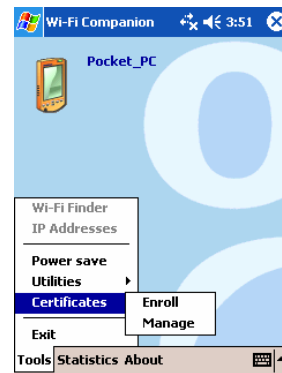 Wi-Fi Companion 3:51
Pocket_PC
Wi-Fi Finder
IP Addresses
Power save
Utilities
Certificates Enroll
Manage
Exit
Tools Statistics About